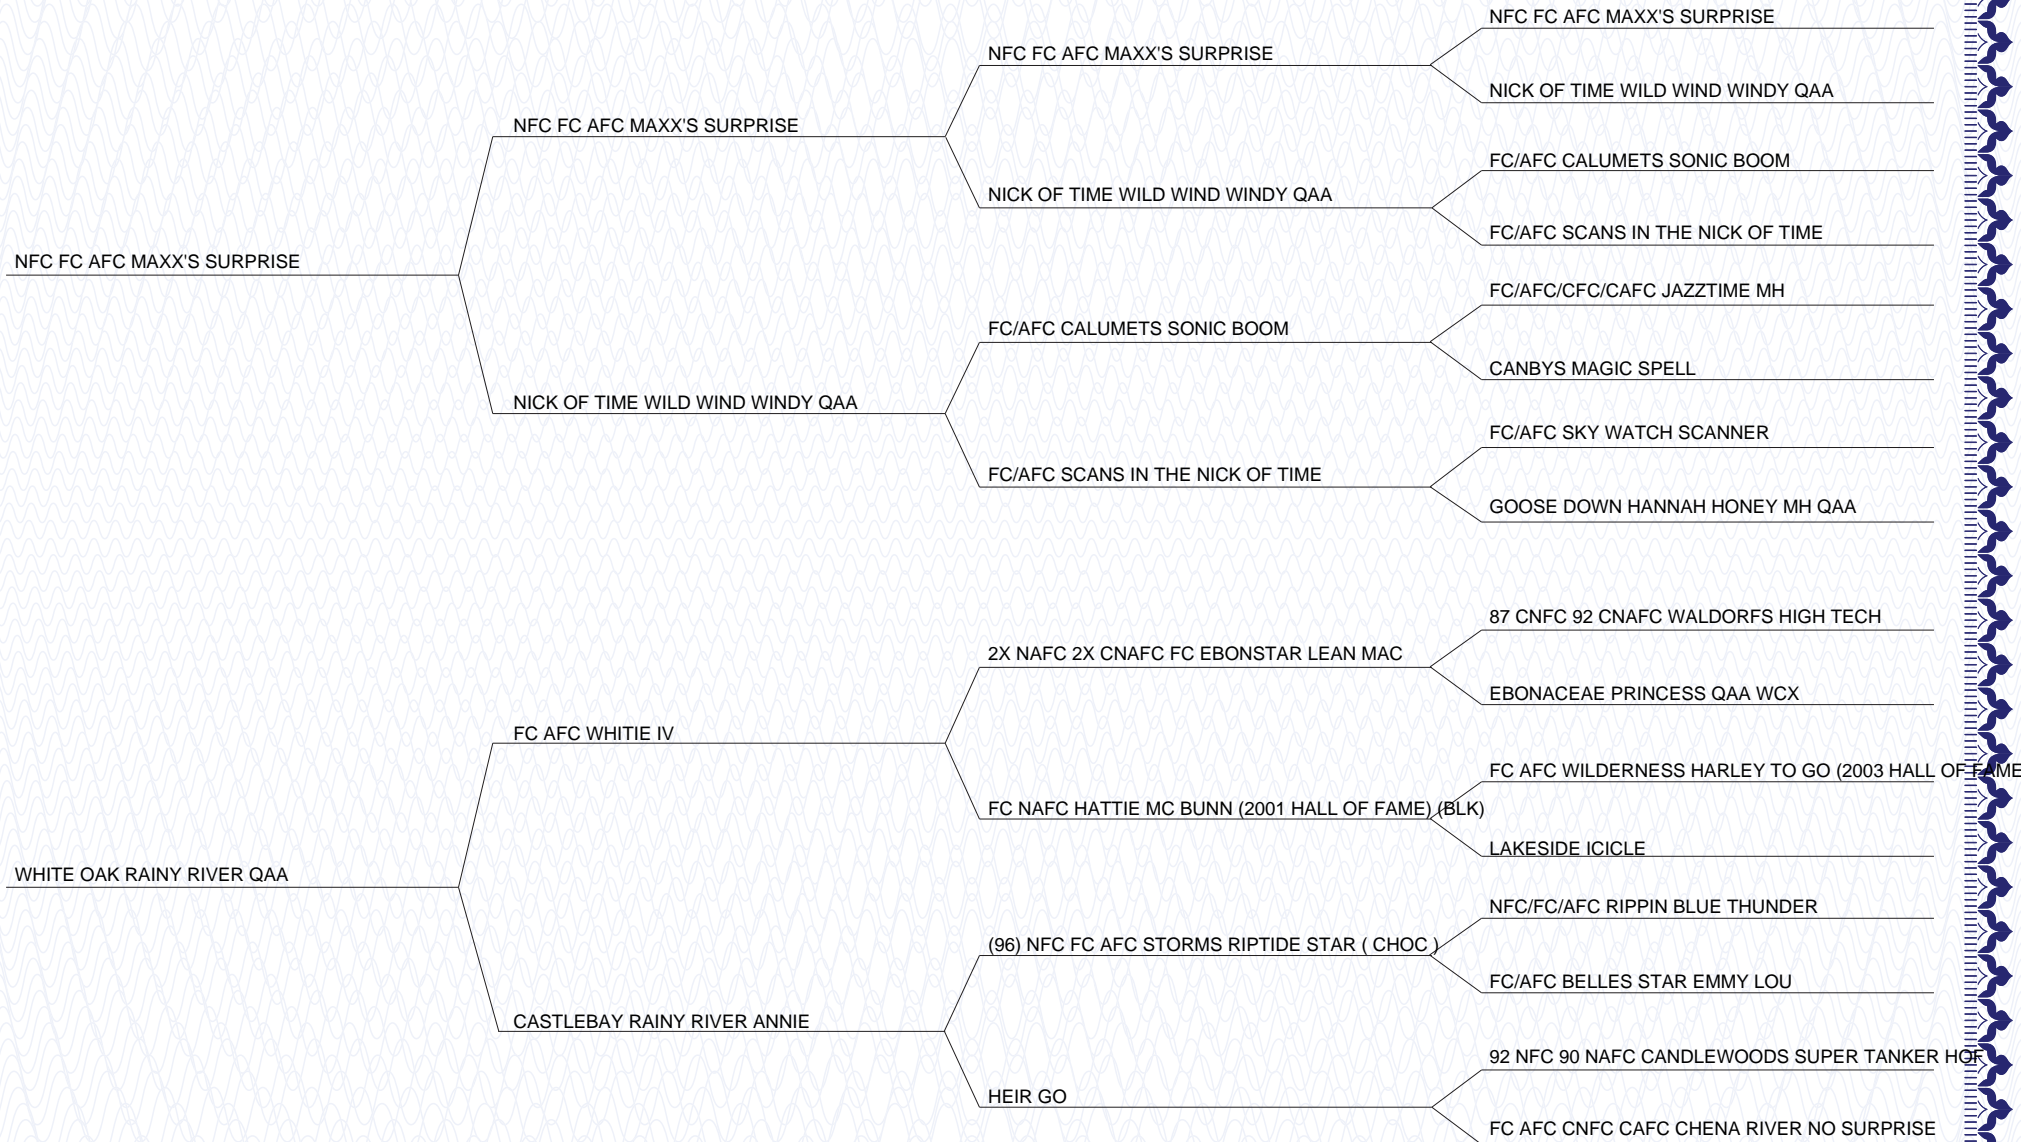 NFC FC AFC MAXX'S SURPRISE
NFC FC AFC MAXX'S SURPRISE
NICK OF TIME WILD WIND WINDY QAA
NFC FC AFC MAXX'S SURPRISE
NICK OF TIME WILD WIND WINDY QAA
FC/AFC CALUMETS SONIC BOOM
FC/AFC SCANS IN THE NICK OF TIME
NFC FC AFC MAXX'S SURPRISE
NICK OF TIME WILD WIND WINDY QAA
FC/AFC CALUMETS SONIC BOOM
FC/AFC SCANS IN THE NICK OF TIME
FC/AFC/CFC/CAFC JAZZTIME MH
CANBYS MAGIC SPELL
FC/AFC SKY WATCH SCANNER
GOOSE DOWN HANNAH HONEY MH QAA
WHITE OAK RAINY RIVER QAA
FC AFC WHITIE IV
CASTLEBAY RAINY RIVER ANNIE
2X NAFC 2X CNAFC FC EBONSTAR LEAN MAC
FC NAFC HATTIE MC BUNN (2001 HALL OF FAME) (BLK)
(96) NFC FC AFC STORMS RIPTIDE STAR ( CHOC )
HEIR GO
87 CNFC 92 CNAFC WALDORFS HIGH TECH
EBONACEAE PRINCESS QAA WCX
FC AFC WILDERNESS HARLEY TO GO (2003 HALL OF FAME
LAKESIDE ICICLE
NFC/FC/AFC RIPPIN BLUE THUNDER
FC/AFC BELLES STAR EMMY LOU
92 NFC 90 NAFC CANDLEWOODS SUPER TANKER HOF
FC AFC CNFC CAFC CHENA RIVER NO SURPRISE